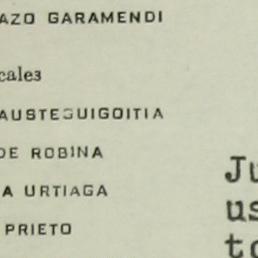 AZO GARAMENDI
cales
AUSTEGUIGOITIA
DE ROBINA
A URTIAGA
PRIETO
Ju
us
to